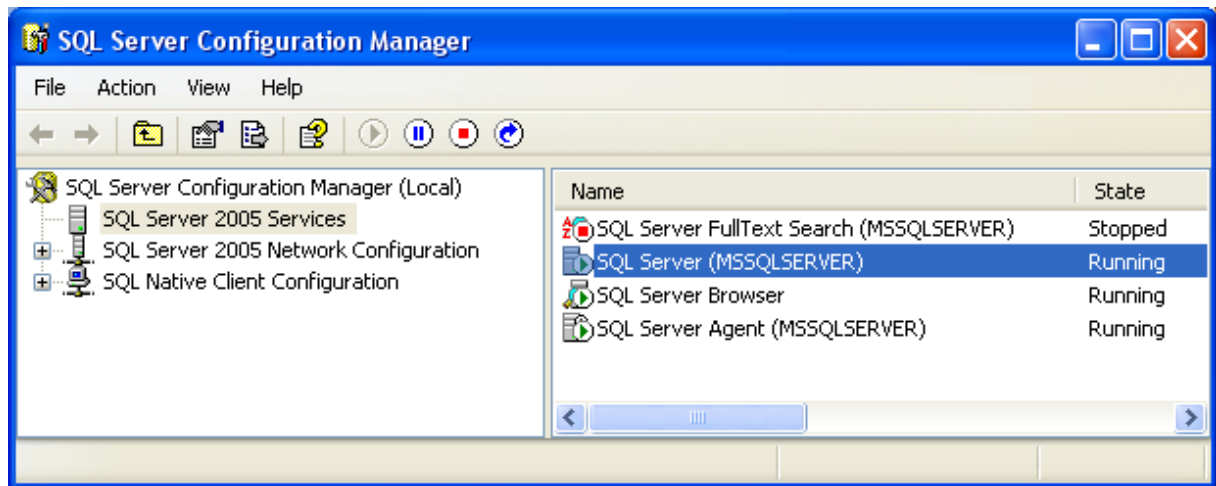 SQL Server Configuration Manager
File Action View Help
SQL Server Configuration Manager (Local)
SQL Server 2005 Services
SQL Server 2005 Network Configuration
SQL Native Client Configuration
Name State
SQL Server FullText Search (MSSQLSERVER) Stopped
SQL Server (MSSQLSERVER) Running
SQL Server Browser Running
SQL Server Agent (MSSQLSERVER) Running